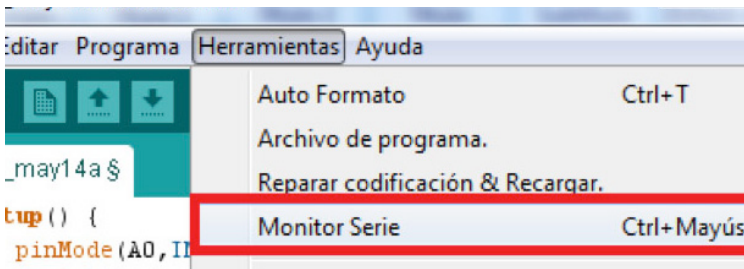 Editar Programa Herramientas Ayuda
Auto Formato Ctrl+T
Archivo de programa.
_may14a §
Reparar codificación & Recargar.
tup() {
Monitor Serie Ctrl+Mayús
pinMode(A0,IN